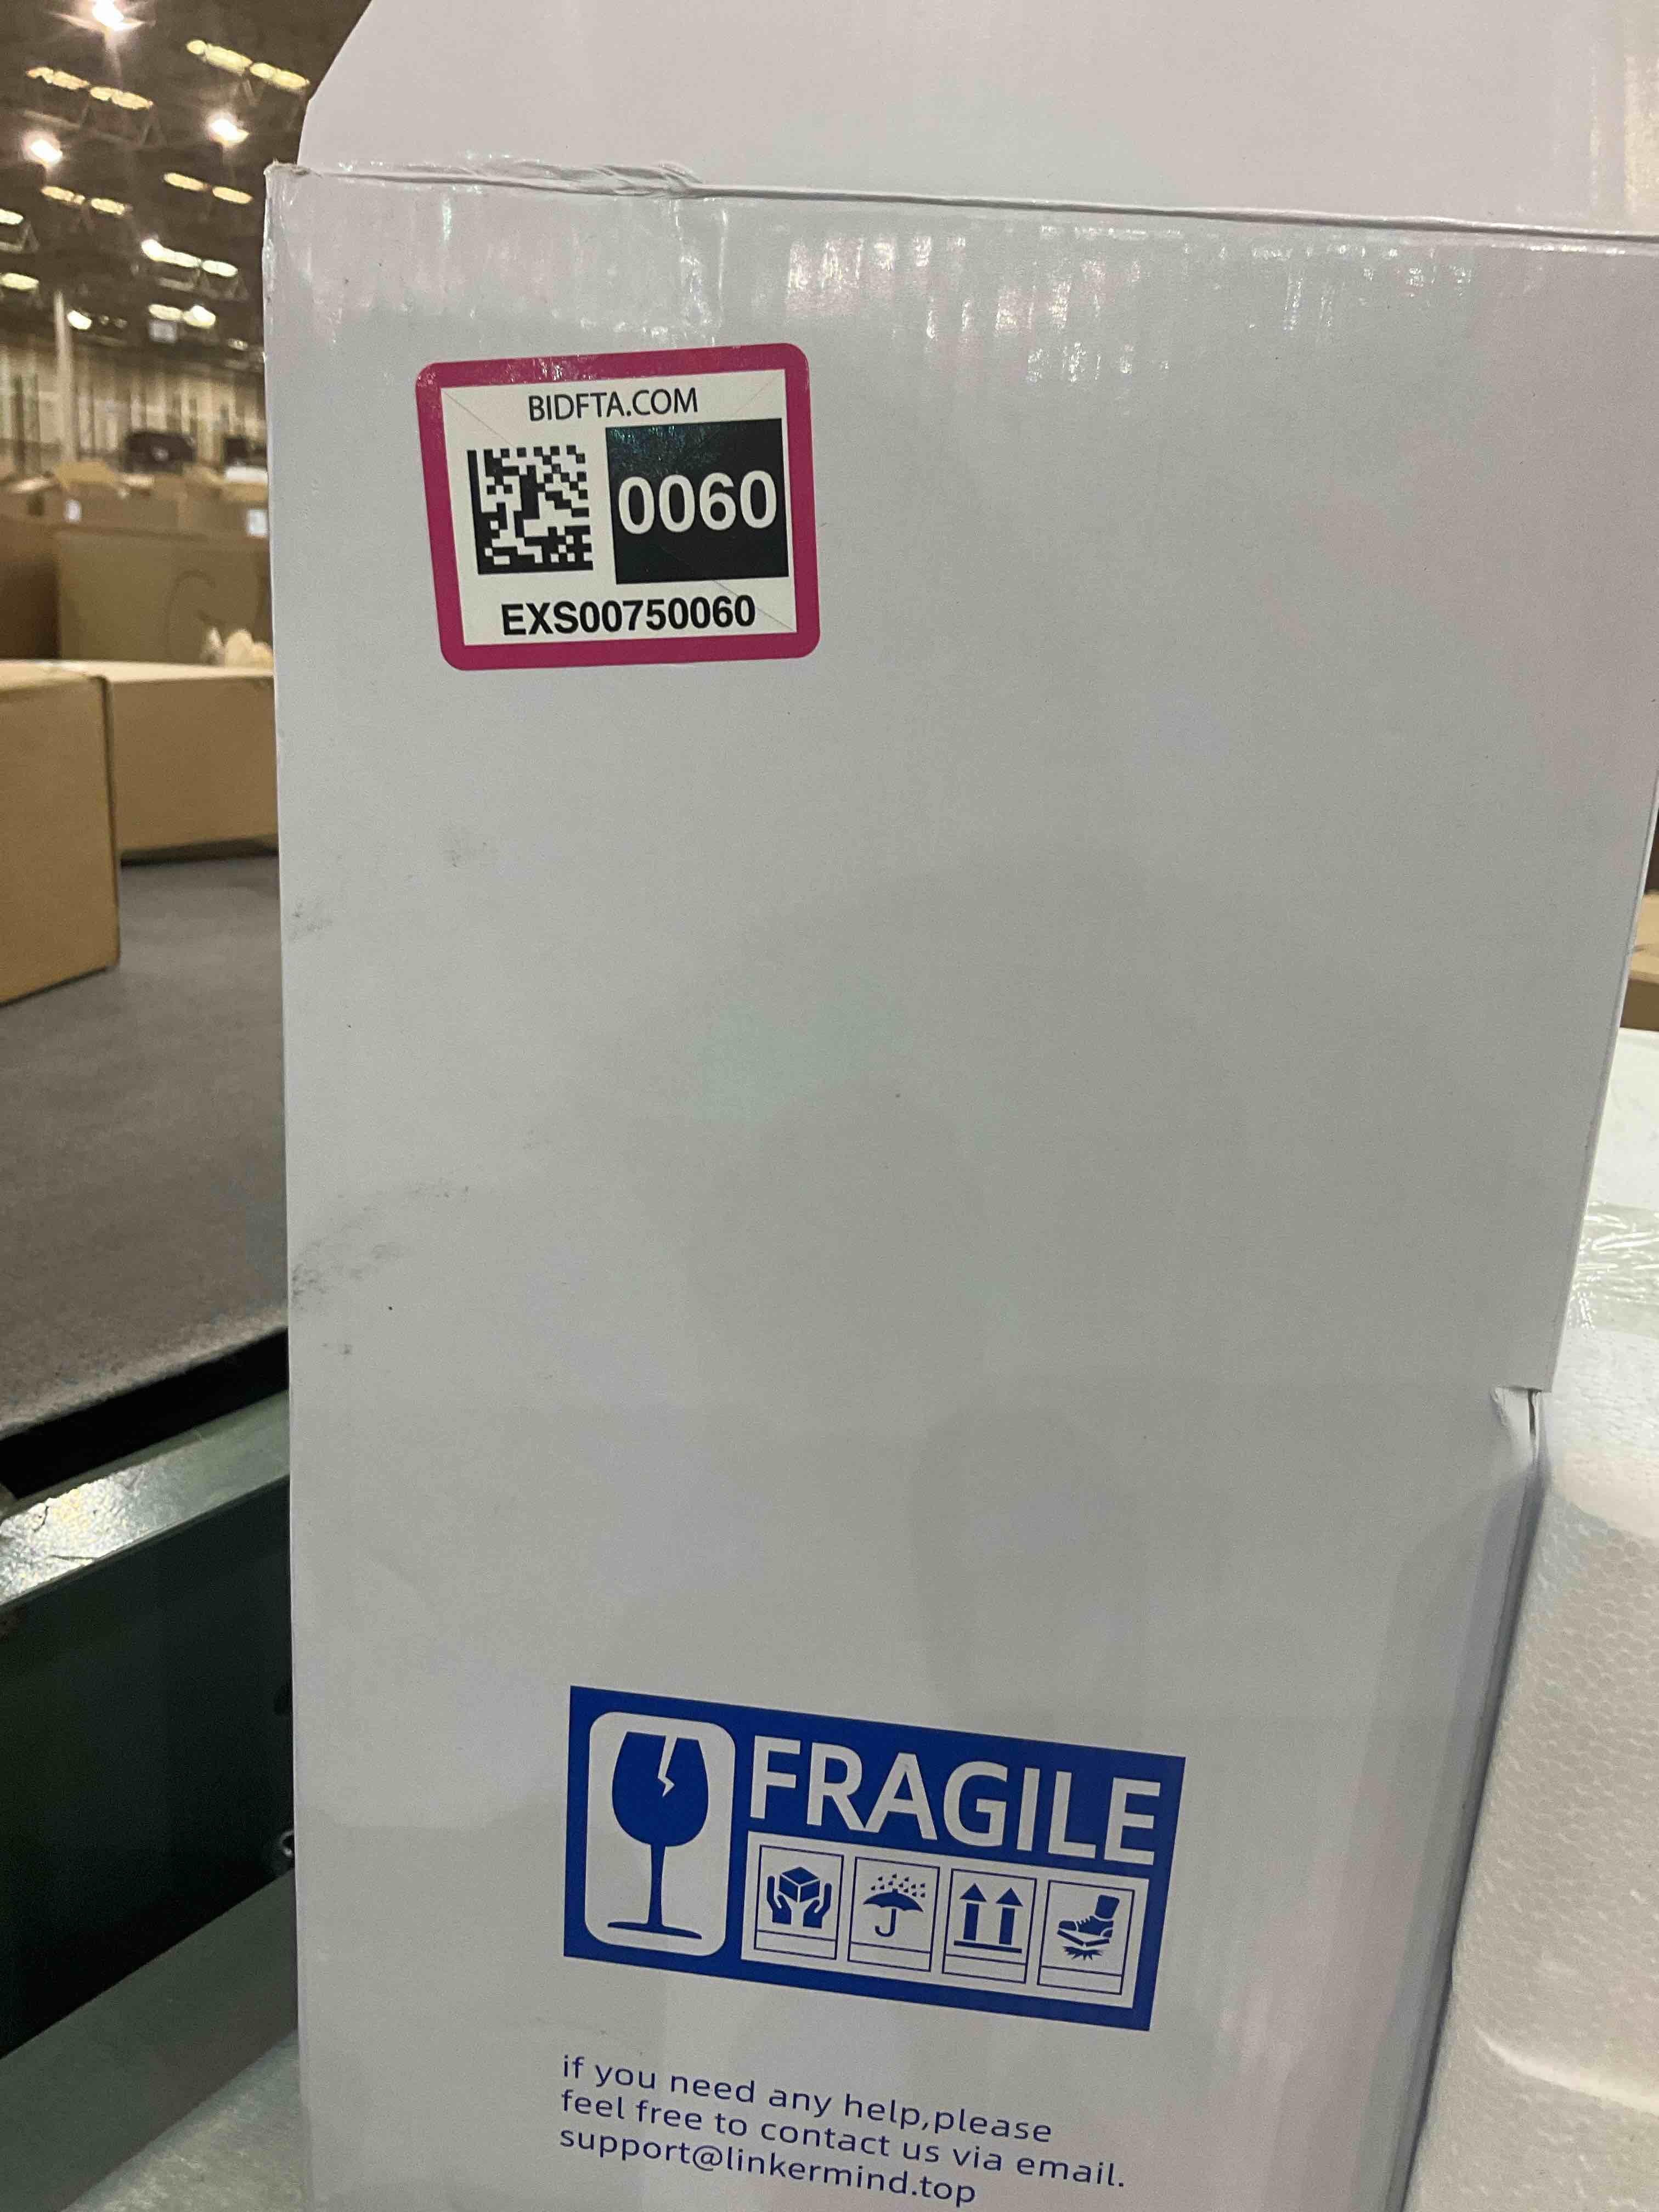 BIDFTA.COM
0060
EXS00750060
FRAGILE
if you need any help,please
feel free to contact us via email.
support@linkermind.top